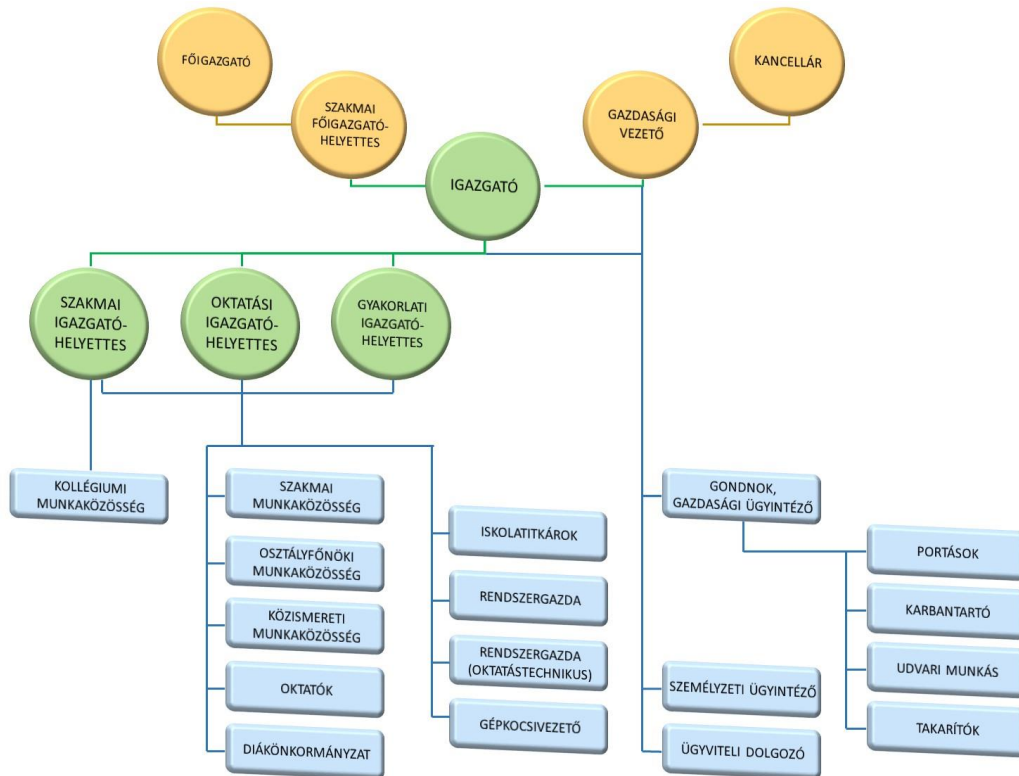 FŐIGAZGATÓ
KANCELLÁR
SZAKMAI
FŐIGAZGATÓ-
HELYETTES
GAZDASÁGI
VEZETŐ
IGAZGATÓ
SZAKMAI
IGAZGATÓ-
HELYETTES
OKTATÁSI
IGAZGATÓ-
HELYETTES
GYAKORLATI
IGAZGATÓ-
HELYETTES
KOLLÉGIUMI
MUNKAKÖZÖSSÉG
SZAKMAI
MUNKAKÖZÖSSÉG
OSZTÁLYFŐNÖKI
MUNKAKÖZÖSSÉG
KÖZISMERETI
MUNKAKÖZÖSSÉG
OKTATÓK
DIÁKÖNKORMÁNYZAT
ISKOLATITKÁROK
RENDSZERGAZDA
RENDSZERGAZDA
(OKTATÁSTECHNIKUS)
GÉPKOCSIVEZETŐ
GONDNOK,
GAZDASÁGI ÜGYINTÉZŐ
PORTÁSOK
KARBANTARTÓ
UDVARI MUNKÁS
TAKARÍTÓK
SZEMÉLYZETI ÜGYINTÉZŐ
ÜGYVITELI DOLGOZÓ